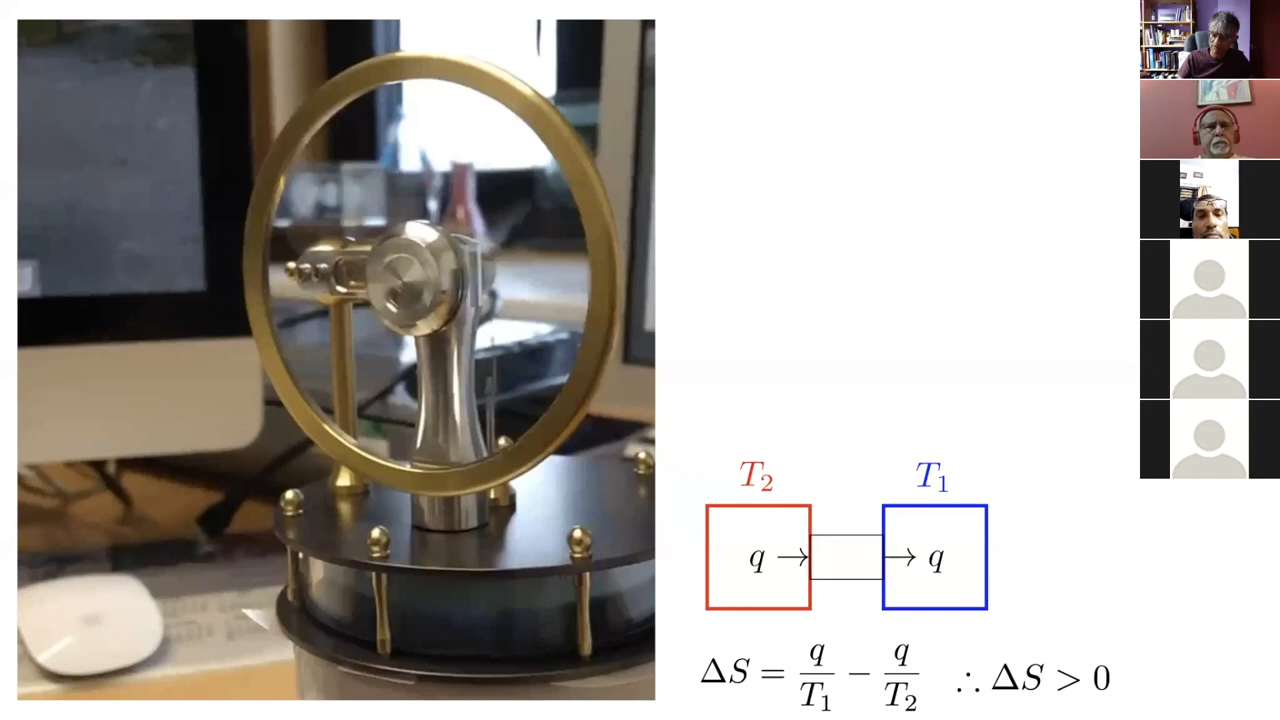 T₂ T₁
q → → q
ΔS = q/T₁ − q/T₂ ∴ ΔS > 0